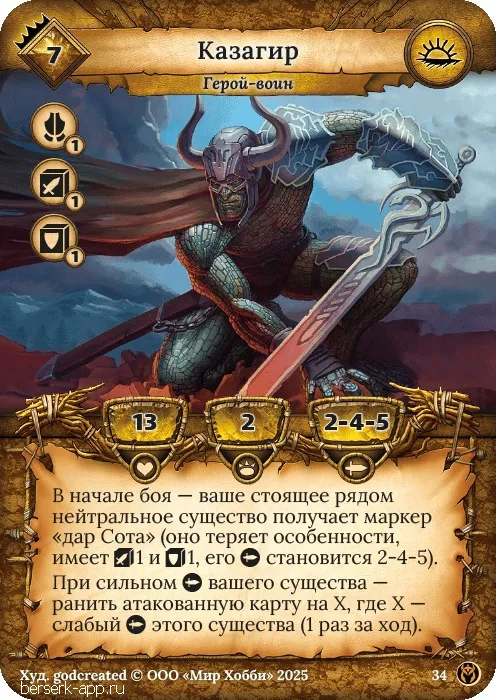 7
Казагир
Герой-воин
1
1
1
13
2
2-4-5
В начале боя — ваше стоящее рядом
нейтральное существо получает маркер
«дар Сота» (оно теряет особенности,
имеет 1 и 1, его становится 2-4-5).
При сильном вашего существа —
ранить атакованную карту на X, где X —
слабый этого существа (1 раз за ход).
Худ. godcreated © ООО «Мир Хобби» 2025
34
berserk-app.ru